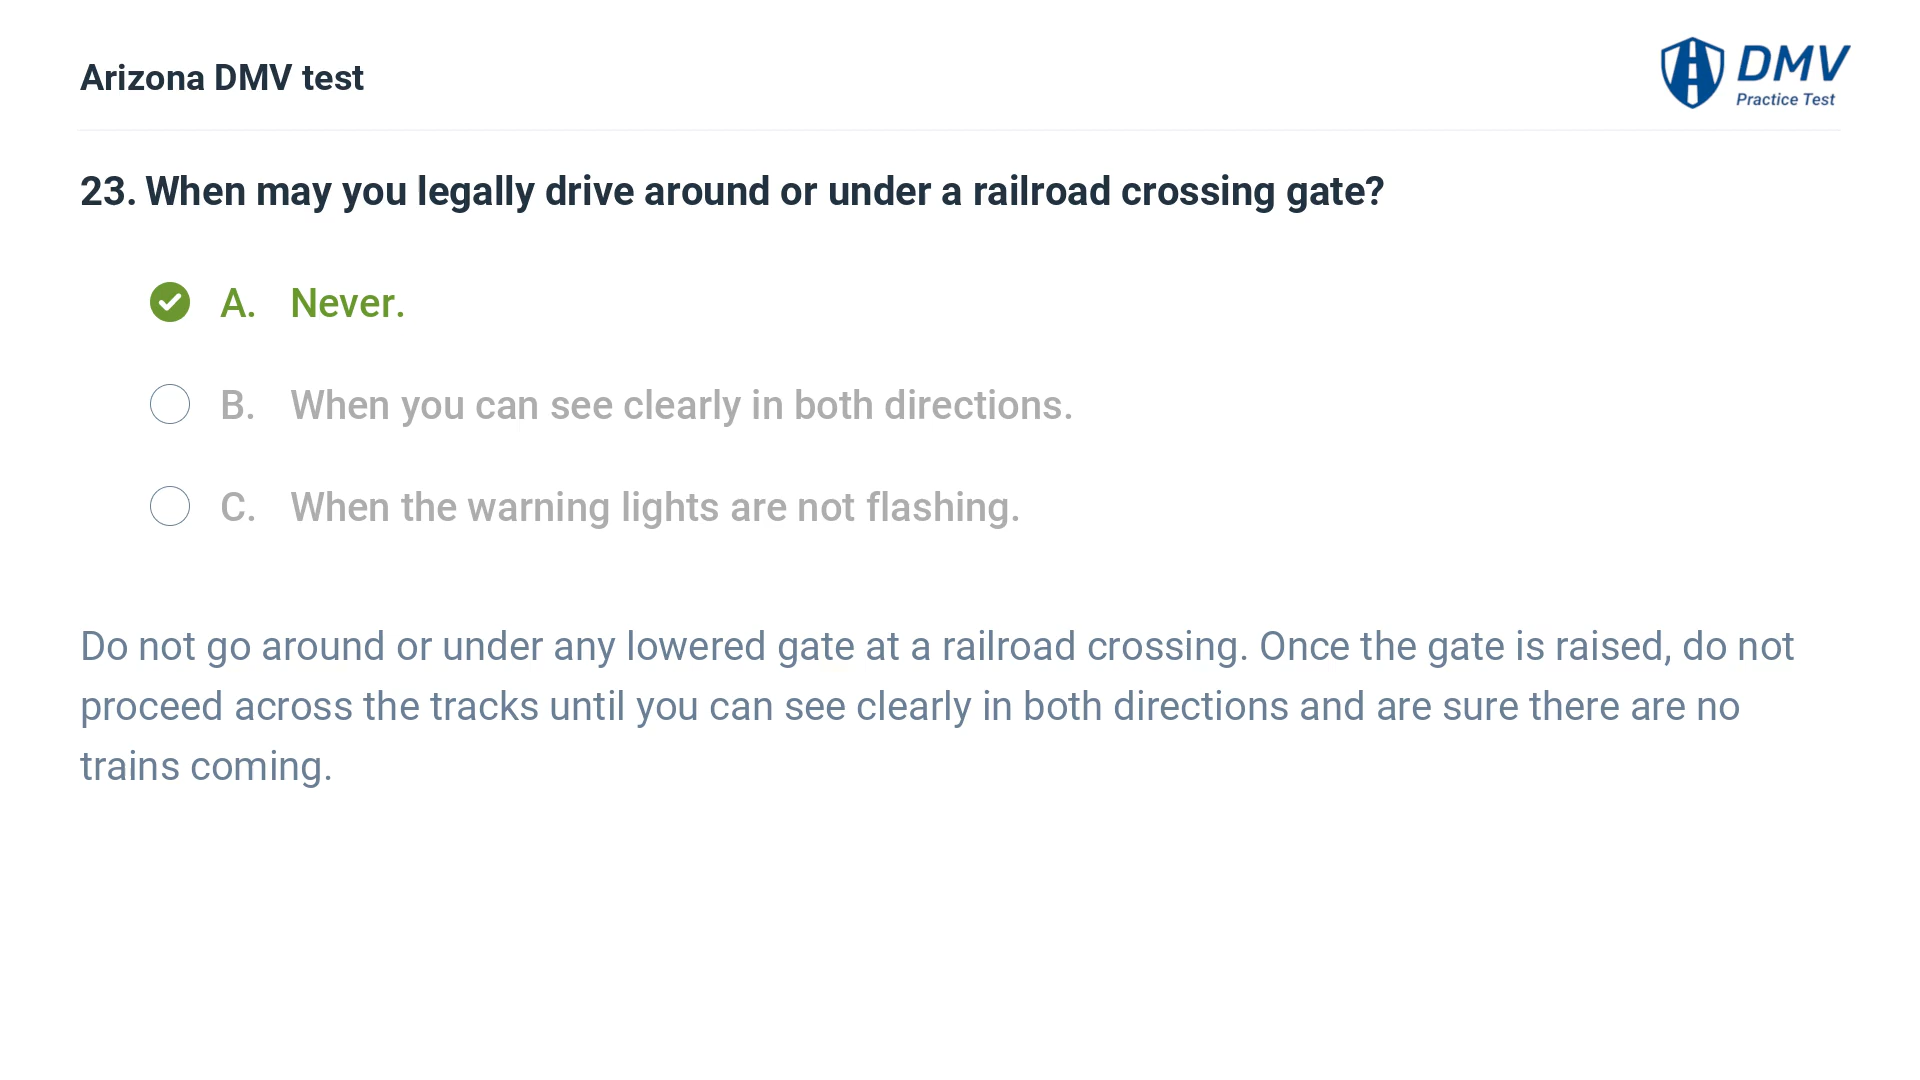 Arizona DMV test
DMV
Practice Test
23. When may you legally drive around or under a railroad crossing gate?
A. Never.
B. When you can see clearly in both directions.
C. When the warning lights are not flashing.
Do not go around or under any lowered gate at a railroad crossing. Once the gate is raised, do not
proceed across the tracks until you can see clearly in both directions and are sure there are no
trains coming.